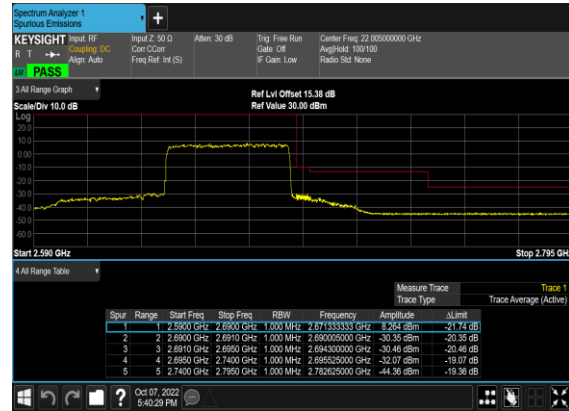 Spectrum Analyzer 1
Spurious Emissions
KEYSIGHT Input: RF Input Z: 50 Ω Atten: 30 dB Trig: Free Run Center Freq: 22.005000000 GHz
R T Coupling: DC Corr CCorr Gate: Off Avg|Hold: 100/100
Align: Auto Freq Ref: Int (S) IF Gain: Low Radio Std: None
PASS
3 All Range Graph
Ref Lvl Offset 15.38 dB
Scale/Div 10.0 dB Ref Value 30.00 dBm
Log
20.0
10.0
0.00
-10.0
-20.0
-30.0
-40.0
-50.0
-60.0
Start 2.590 GHz Stop 2.795 GH
4 All Range Table
Measure Trace Trace 1
Trace Type Trace Average (Active)
Spur Range Start Freq Stop Freq RBW Frequency Amplitude ΔLimit
1 1 2.5900 GHz 2.6900 GHz 1.000 MHz 2.671333333 GHz 8.264 dBm -21.74 dB
2 2 2.6900 GHz 2.6910 GHz 1.000 MHz 2.690005000 GHz -30.35 dBm -20.35 dB
3 3 2.6910 GHz 2.6950 GHz 1.000 MHz 2.694300000 GHz -30.46 dBm -20.46 dB
4 4 2.6950 GHz 2.7400 GHz 1.000 MHz 2.695525000 GHz -32.07 dBm -19.07 dB
5 5 2.7400 GHz 2.7950 GHz 1.000 MHz 2.782625000 GHz -44.36 dBm -19.36 dB
Oct 07, 2022
5:40:29 PM